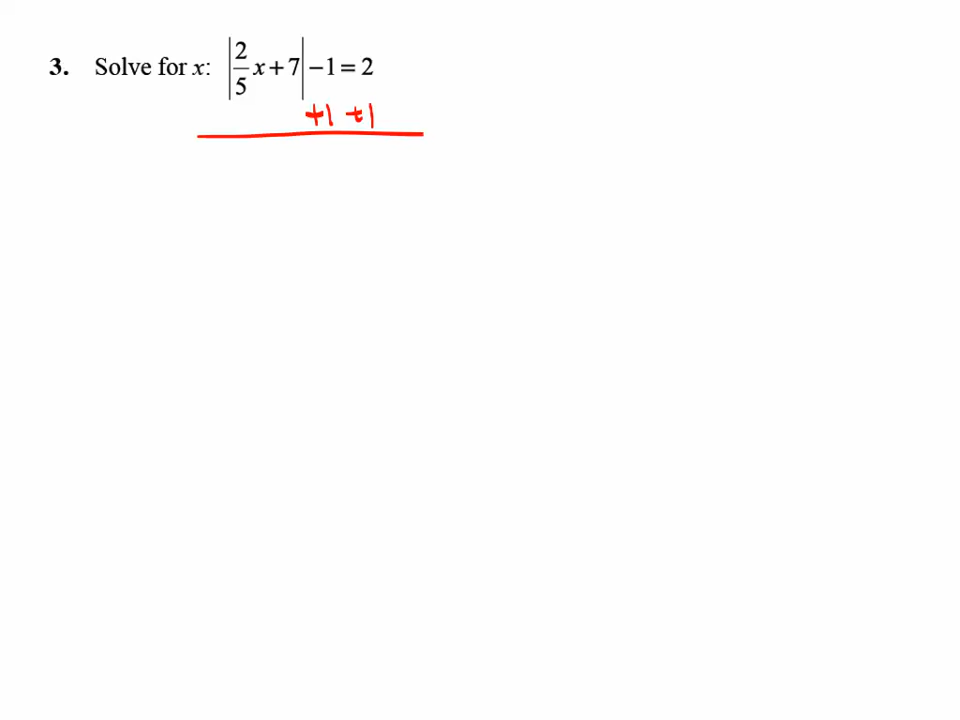 3. Solve for x: |2/5 x + 7| − 1 = 2
+1 +1